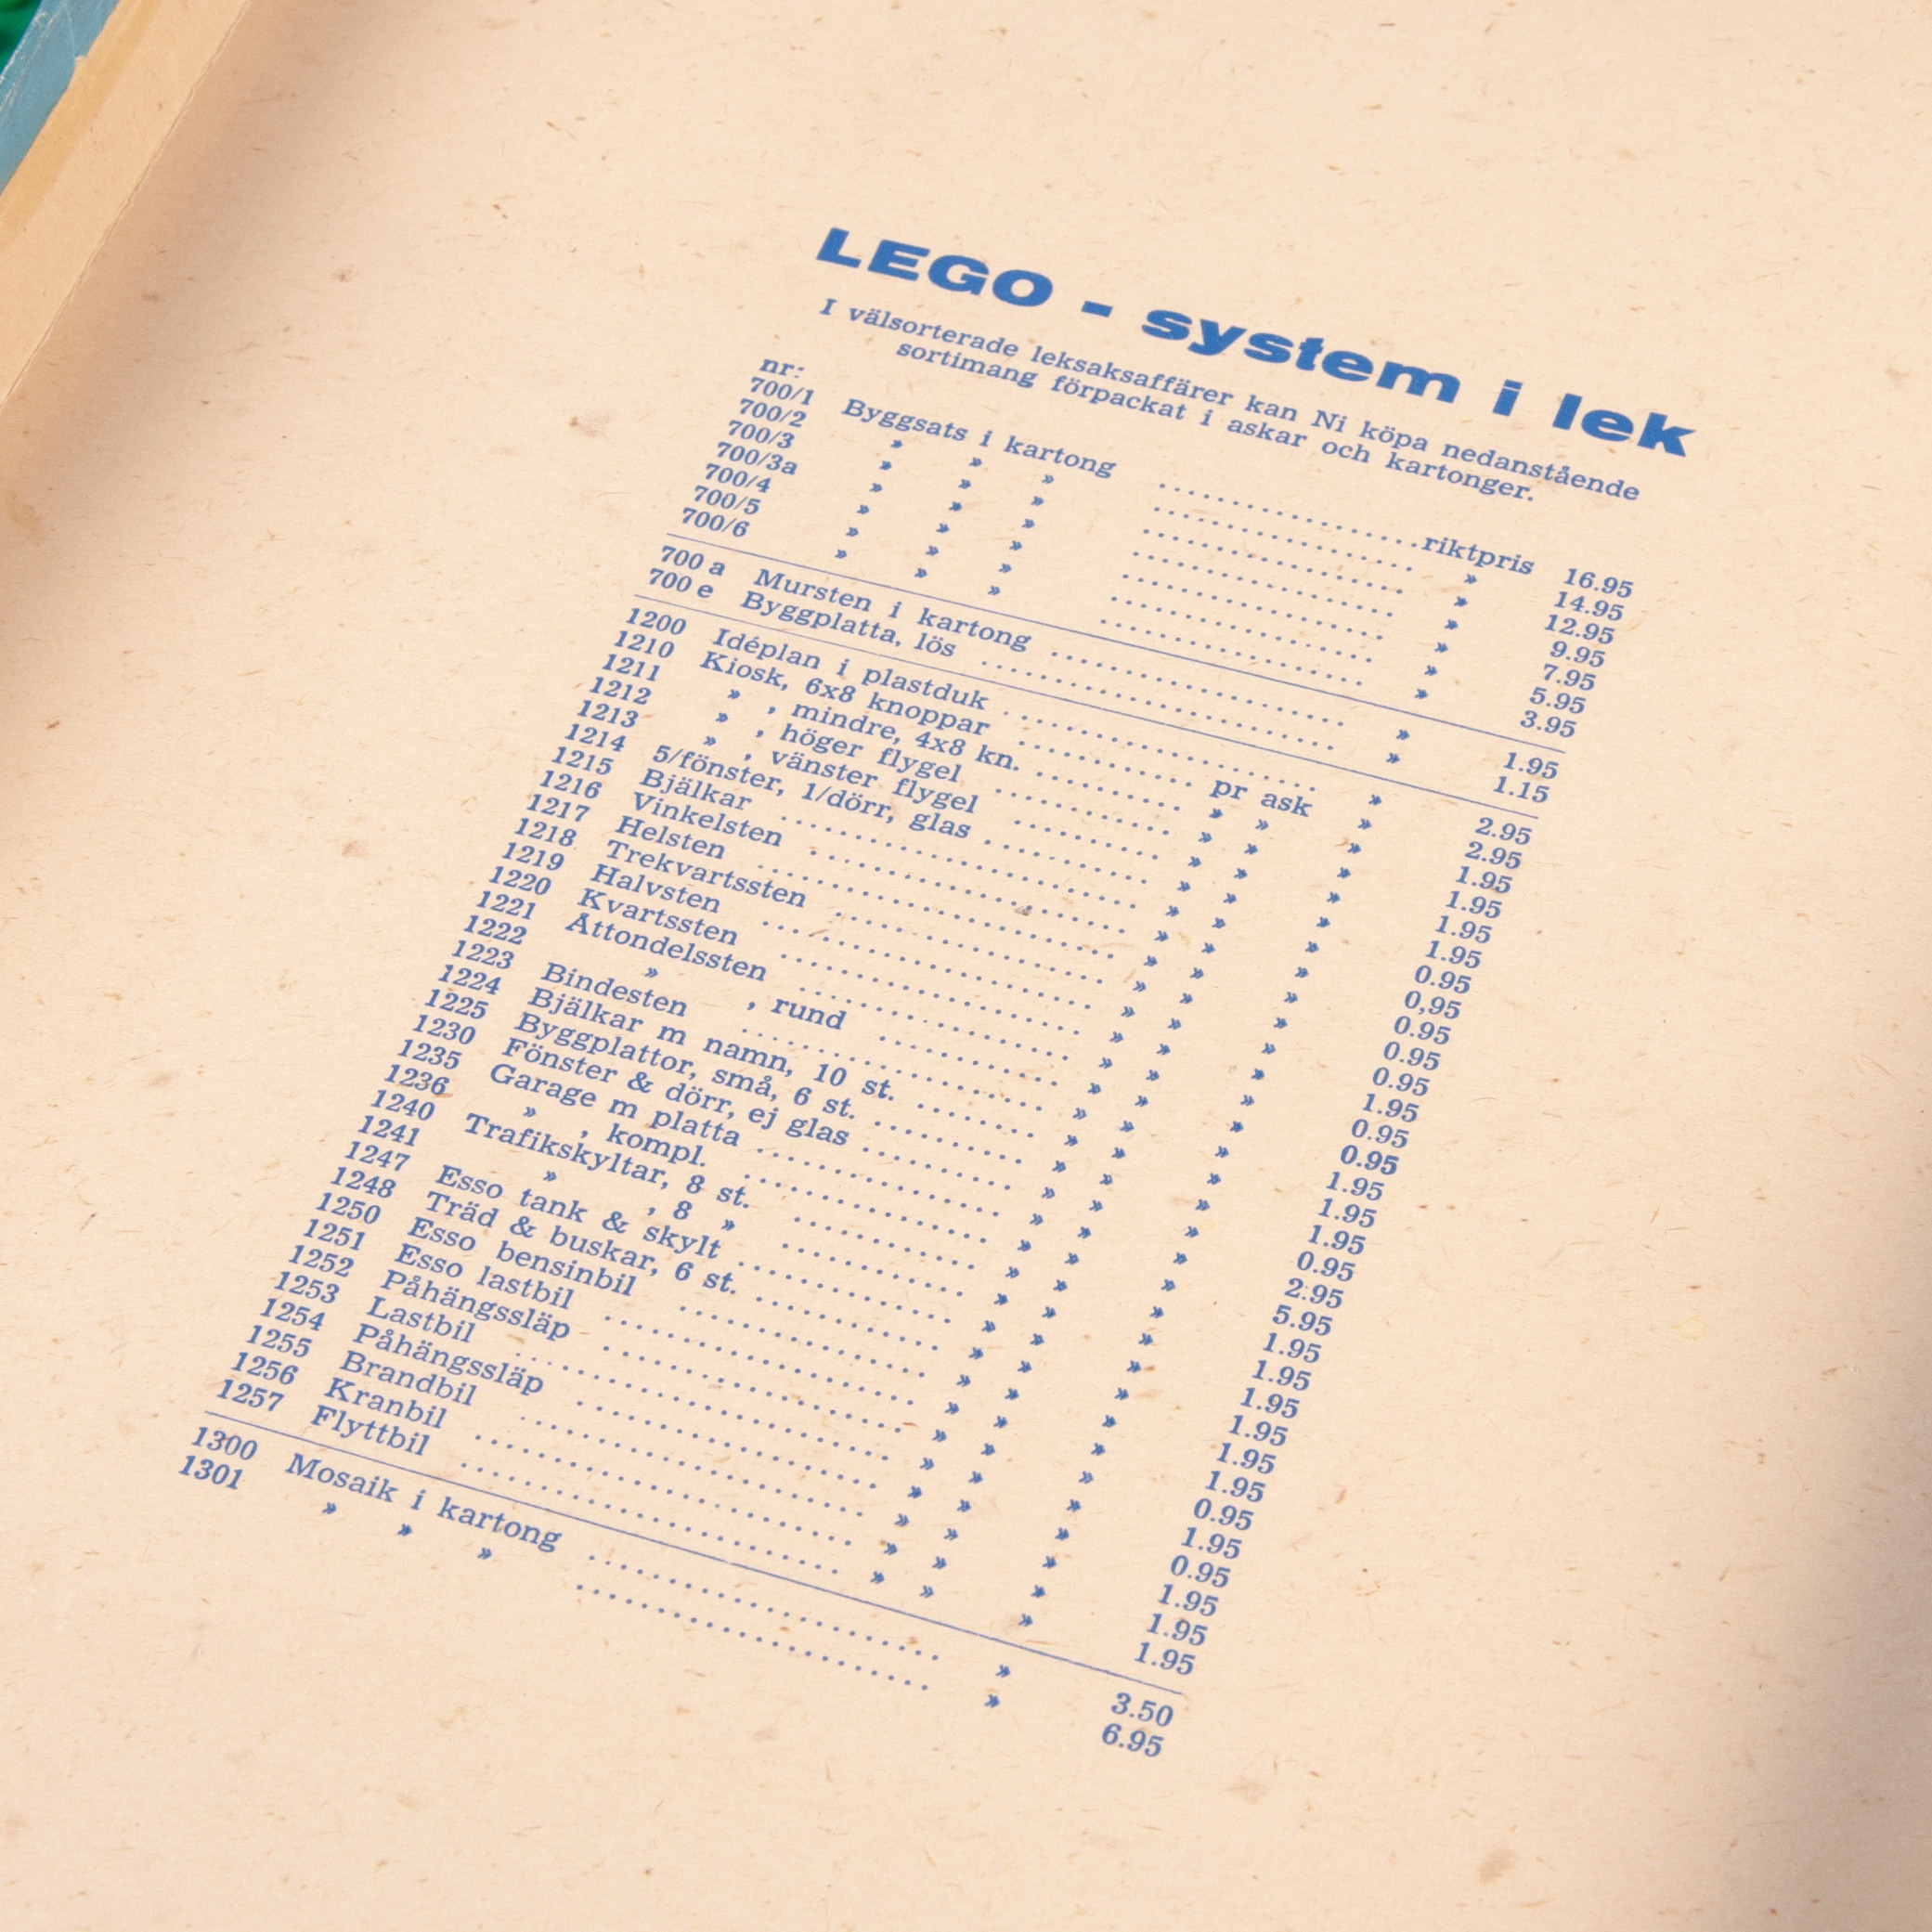 LEGO - system i lek
I välsorterade leksaksaffärer kan Ni köpa nedanstående
sortimang förpackat i askar och kartonger.
nr:
700/1 Byggsats i kartong ........................ riktpris 16.95
700/2 » » » ........................ » 14.95
700/3 » » » ........................ » 12.95
700/3a » » » ........................ » 9.95
700/4 » » » ........................ » 7.95
700/5 » » » ........................ » 5.95
700/6 » » » ........................ » 3.95
700 a Mursten i kartong ........................ » 1.95
700 e Byggplatta, lös ........................ » 1.15
1200 Idéplan i plastduk ........................ » 2.95
1210 Kiosk, 6x8 knoppar ............ pr ask » 2.95
1211 » , mindre, 4x8 kn. ............ » » » 1.95
1212 » , höger flygel ............ » » » 1.95
1213 » , vänster flygel ............ » » » 1.95
1214 5/fönster, 1/dörr, glas ............ » » » 1.95
1215 Bjälkar ........................ » » » 0.95
1216 Vinkelsten ........................ » » » 0,95
1217 Helsten ........................ » » » 0.95
1218 Trekvartssten ........................ » » » 0.95
1219 Halvsten ........................ » » » 0.95
1220 Kvartssten ........................ » » » 1.95
1221 Åttondelssten ........................ » » » 0.95
1222 » , rund ............ » » » 0.95
1223 Bindesten ........................ » » » 1.95
1224 Bjälkar m namn, 10 st. ............ » » » 1.95
1225 Byggplattor, små, 6 st. ............ » » » 1.95
1230 Fönster & dörr, ej glas ............ » » » 0.95
1235 Garage m platta ............ » » » 2.95
1236 » , kompl. ............ » » » 5.95
1240 Trafikskyltar, 8 st. ............ » » » 1.95
1241 » , 8 » ............ » » » 1.95
1247 Esso tank & skylt ............ » » » 1.95
1248 Träd & buskar, 6 st. ............ » » » 1.95
1250 Esso bensinbil ............ » » » 1.95
1251 Esso lastbil ........................ » » » 1.95
1252 Påhängssläp ........................ » » » 0.95
1253 Lastbil ........................ » » » 1.95
1254 Påhängssläp ........................ » » » 0.95
1255 Brandbil ........................ » » » 1.95
1256 Kranbil ........................ » » » 1.95
1257 Flyttbil ........................ » » » 1.95
1300 Mosaik i kartong ........................ » 3.50
1301 » » » ........................ » 6.95